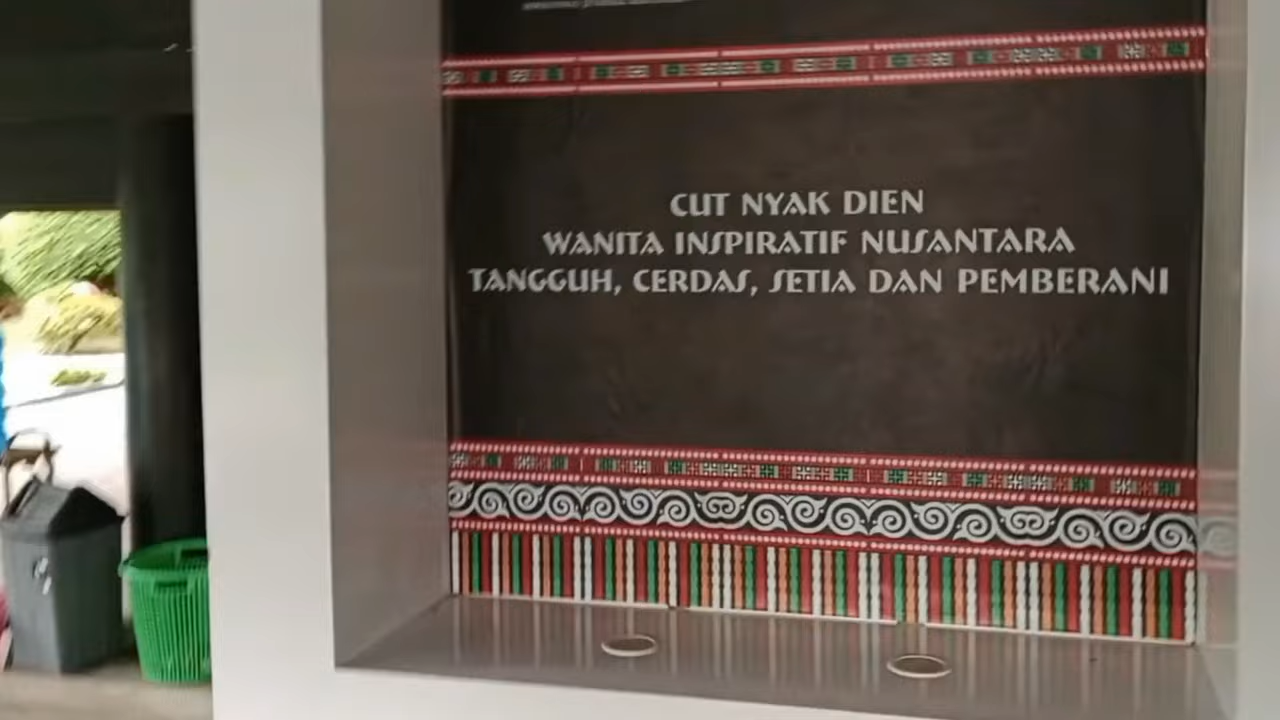 CUT NYAK DIEN
WANITA INSPIRATIF NUSANTARA
TANGGUH, CERDAS, SETIA DAN PEMBERANI